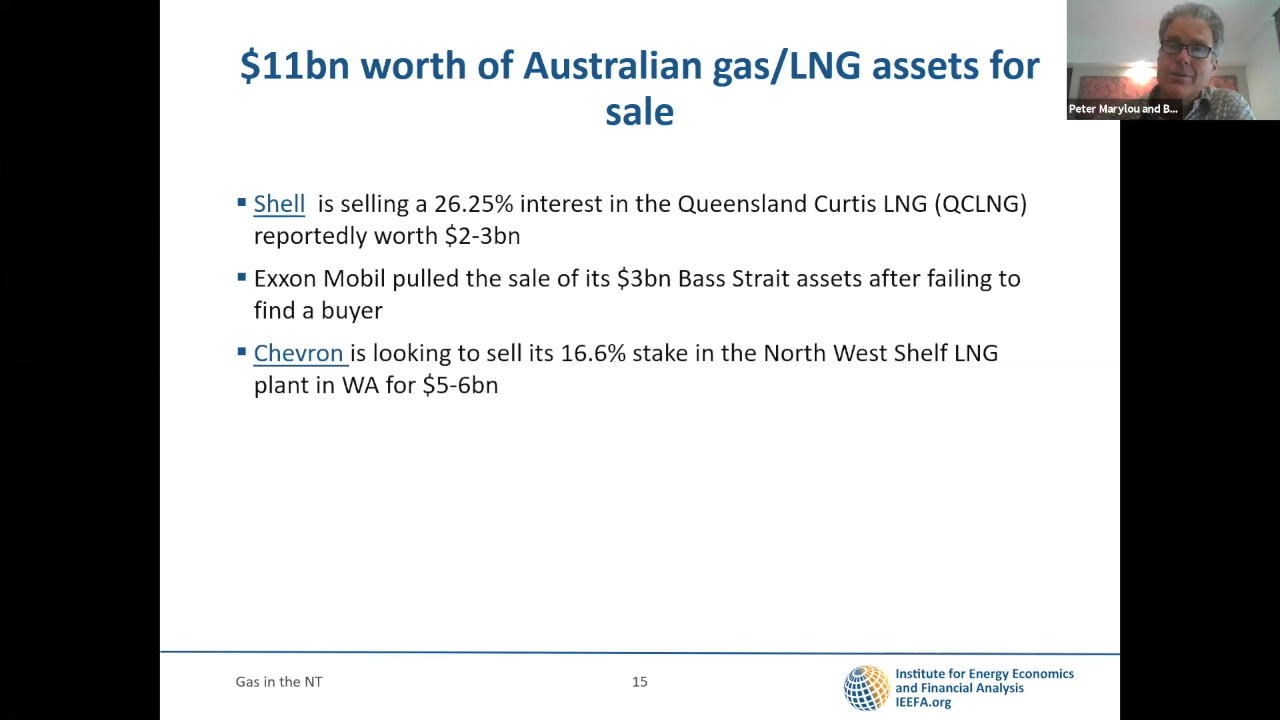 $11bn worth of Australian gas/LNG assets for
sale
Peter Marylou and B...
▪ Shell is selling a 26.25% interest in the Queensland Curtis LNG (QCLNG)
reportedly worth $2-3bn
▪ Exxon Mobil pulled the sale of its $3bn Bass Strait assets after failing to
find a buyer
▪ Chevron is looking to sell its 16.6% stake in the North West Shelf LNG
plant in WA for $5-6bn
Gas in the NT
15
Institute for Energy Economics
and Financial Analysis
IEEFA.org